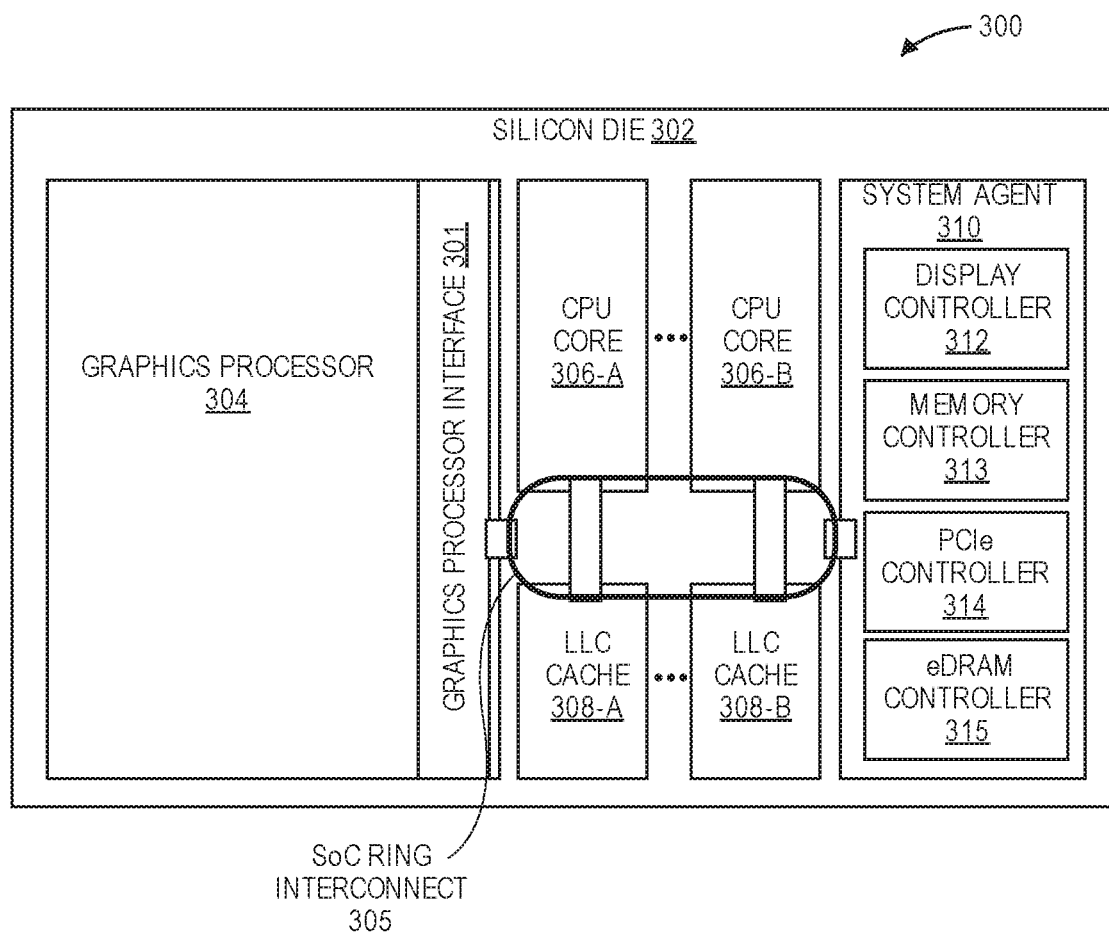 300
SILICON DIE 302
GRAPHICS PROCESSOR
304
GRAPHICS PROCESSOR INTERFACE 301
CPU
CORE
306-A
CPU
CORE
306-B
LLC
CACHE
308-A
LLC
CACHE
308-B
SYSTEM AGENT
310
DISPLAY
CONTROLLER
312
MEMORY
CONTROLLER
313
PCIe
CONTROLLER
314
eDRAM
CONTROLLER
315
SoC RING
INTERCONNECT
305